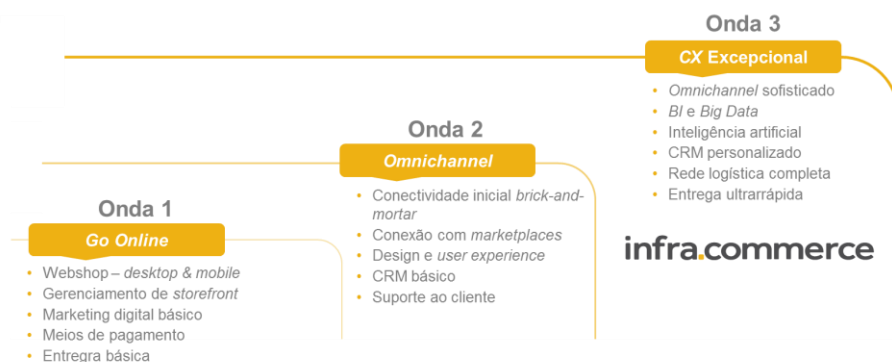 Onda 1
Go Online
Webshop – desktop & mobile
Gerenciamento de storefront
Marketing digital básico
Meios de pagamento
Entregra básica
Onda 2
Omnichannel
Conectividade inicial brick-and-
mortar
Conexão com marketplaces
Design e user experience
CRM básico
Suporte ao cliente
Onda 3
CX Excepcional
Omnichannel sofisticado
BI e Big Data
Inteligência artificial
CRM personalizado
Rede logística completa
Entrega ultrarrápida
infra.commerce